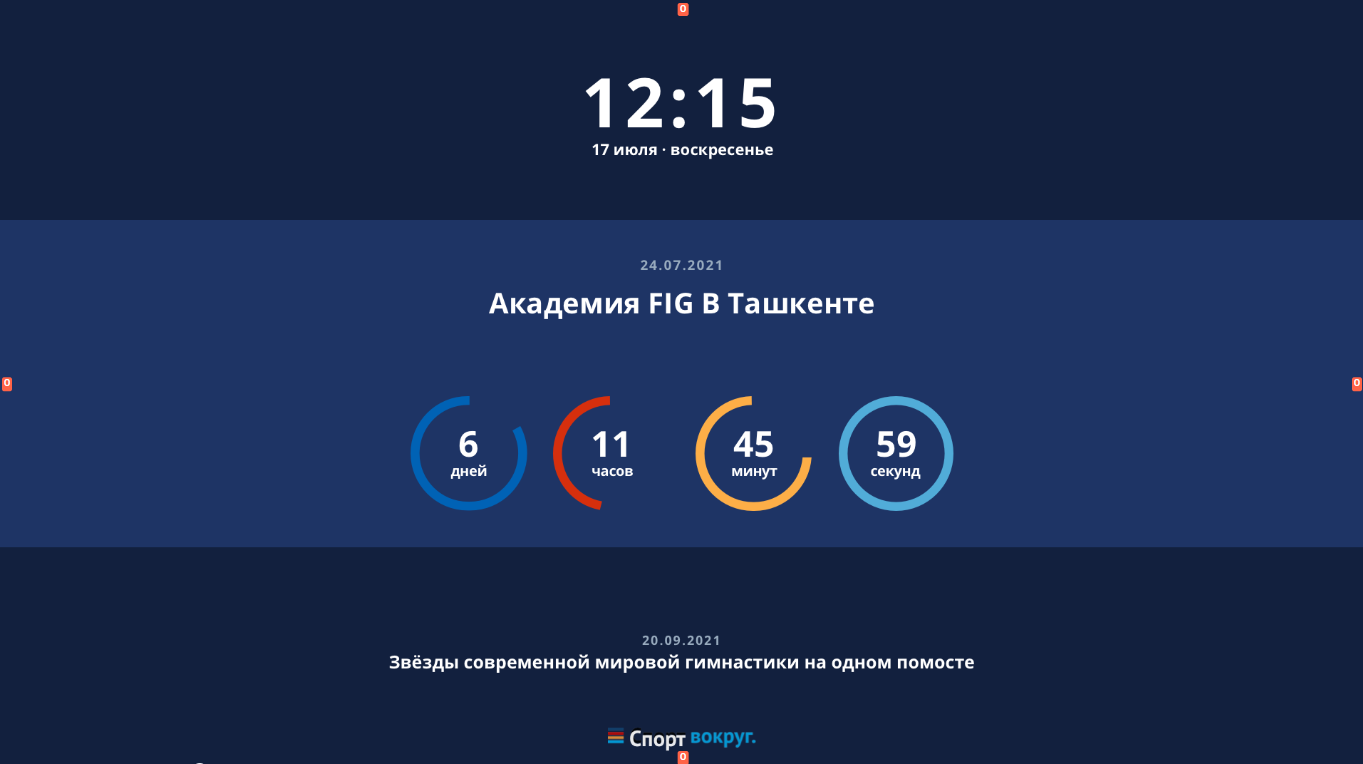 0
12:15
17 июля · воскресенье
24.07.2021
Академия FIG В Ташкенте
0
0
6
дней
11
часов
45
минут
59
секунд
20.09.2021
Звёзды современной мировой гимнастики на одном помосте
Спорт вокруг.
0